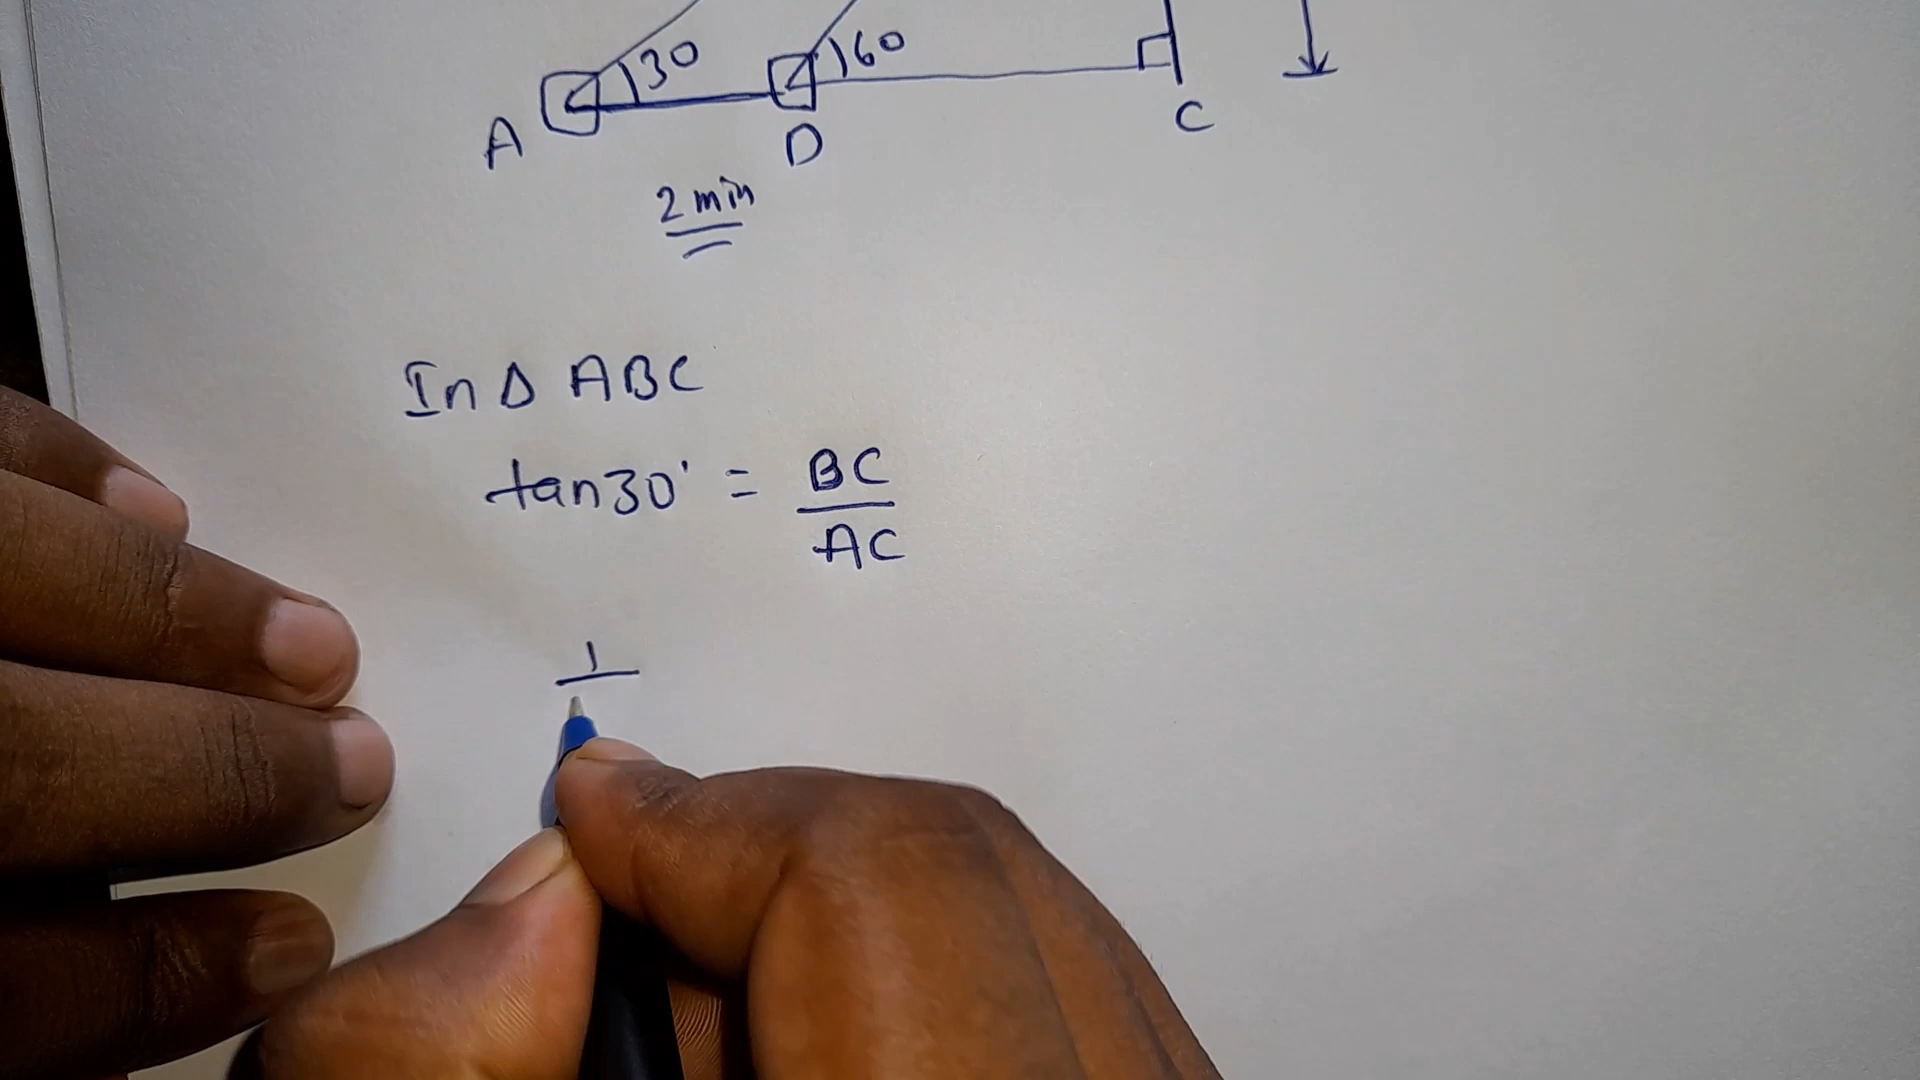 30 60
A D C
2 min
In Δ ABC
tan30° = BC
AC
1